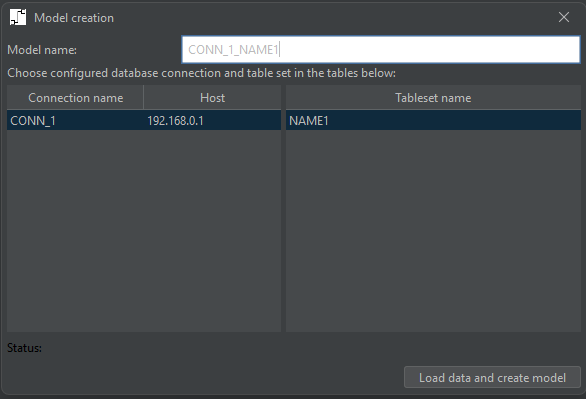 Model creation
Model name: CONN_1_NAME1
Choose configured database connection and table set in the tables below:
Connection name Host Tableset name
CONN_1 192.168.0.1 NAME1
Status:
Load data and create model